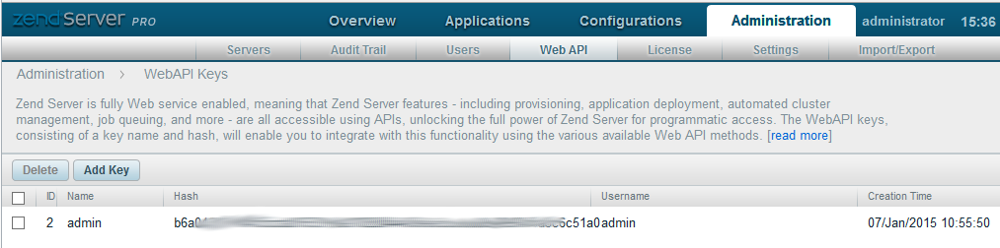 zend Server PRO
Overview Applications Configurations Administration administrator 15:36
Servers Audit Trail Users Web API License Settings Import/Export
Administration > WebAPI Keys
Zend Server is fully Web service enabled, meaning that Zend Server features - including provisioning, application deployment, automated cluster
management, job queuing, and more - are all accessible using APIs, unlocking the full power of Zend Server for programmatic access. The WebAPI keys,
consisting of a key name and hash, will enable you to integrate with this functionality using the various available Web API methods. [read more]
Delete Add Key
ID Name Hash Username Creation Time
2 admin b6a0 6c51a0 admin 07/Jan/2015 10:55:50